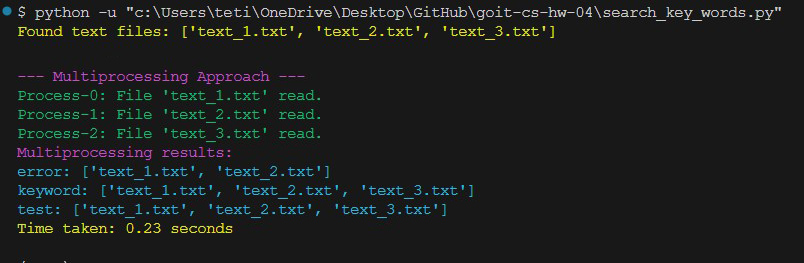 $ python -u "c:\Users\teti\OneDrive\Desktop\GitHub\goit-cs-hw-04\search_key_words.py"
Found text files: ['text_1.txt', 'text_2.txt', 'text_3.txt']
--- Multiprocessing Approach ---
Process-0: File 'text_1.txt' read.
Process-1: File 'text_2.txt' read.
Process-2: File 'text_3.txt' read.
Multiprocessing results:
error: ['text_1.txt', 'text_2.txt']
keyword: ['text_1.txt', 'text_2.txt', 'text_3.txt']
test: ['text_1.txt', 'text_2.txt', 'text_3.txt']
Time taken: 0.23 seconds